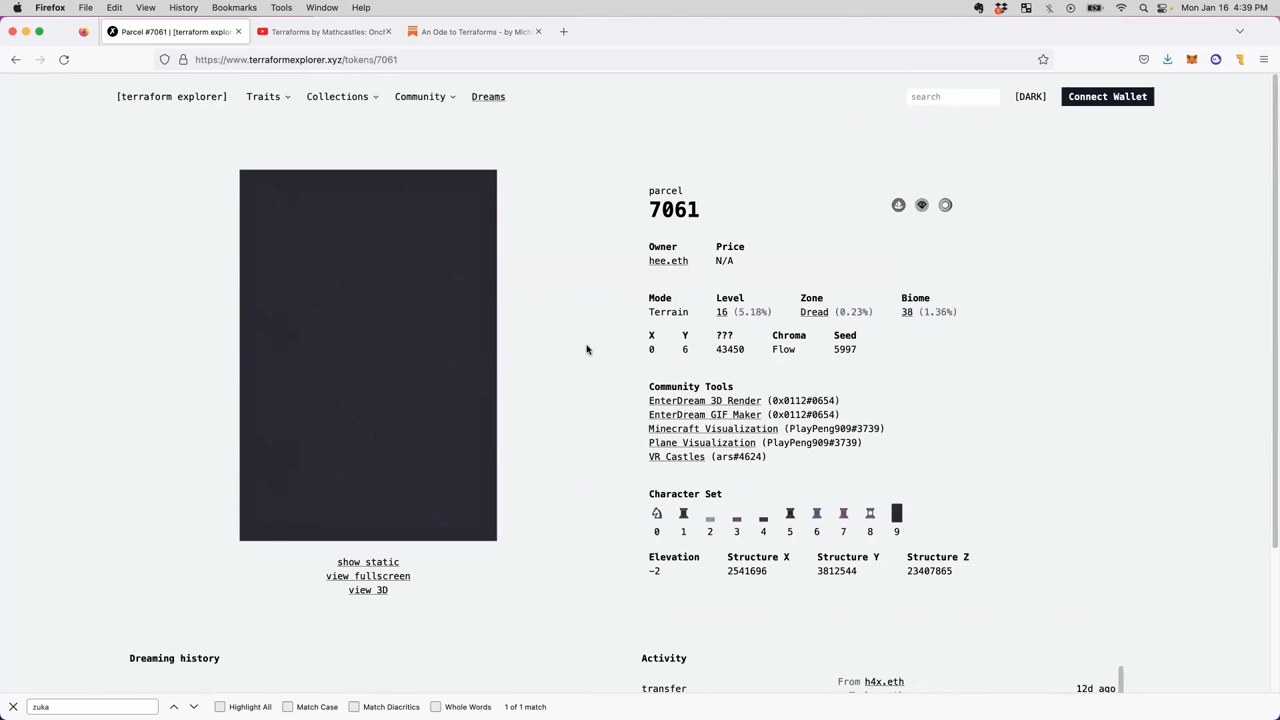 Firefox File Edit View History Bookmarks Tools Window Help Mon Jan 16 4:39 PM
Parcel #7061 | [terraform explor Terraforms by Mathcastles: Oncl An Ode to Terraforms - by Mich
https://www.terraformexplorer.xyz/tokens/7061
[terraform explorer] Traits Collections Community Dreams search [DARK] Connect Wallet
parcel
7061
Owner Price
hee.eth N/A
Mode Level Zone Biome
Terrain 16 (5.18%) Dread (0.23%) 38 (1.36%)
X Y ??? Chroma Seed
0 6 43450 Flow 5997
Community Tools
EnterDream 3D Render (0x0112#0654)
EnterDream GIF Maker (0x0112#0654)
Minecraft Visualization (PlayPeng909#3739)
Plane Visualization (PlayPeng909#3739)
VR Castles (ars#4624)
Character Set
0 1 2 3 4 5 6 7 8 9
Elevation Structure X Structure Y Structure Z
-2 2541696 3812544 23407865
show static
view fullscreen
view 3D
Dreaming history Activity
From h4x.eth
transfer 12d ago
zuka Highlight All Match Case Match Diacritics Whole Words 1 of 1 match